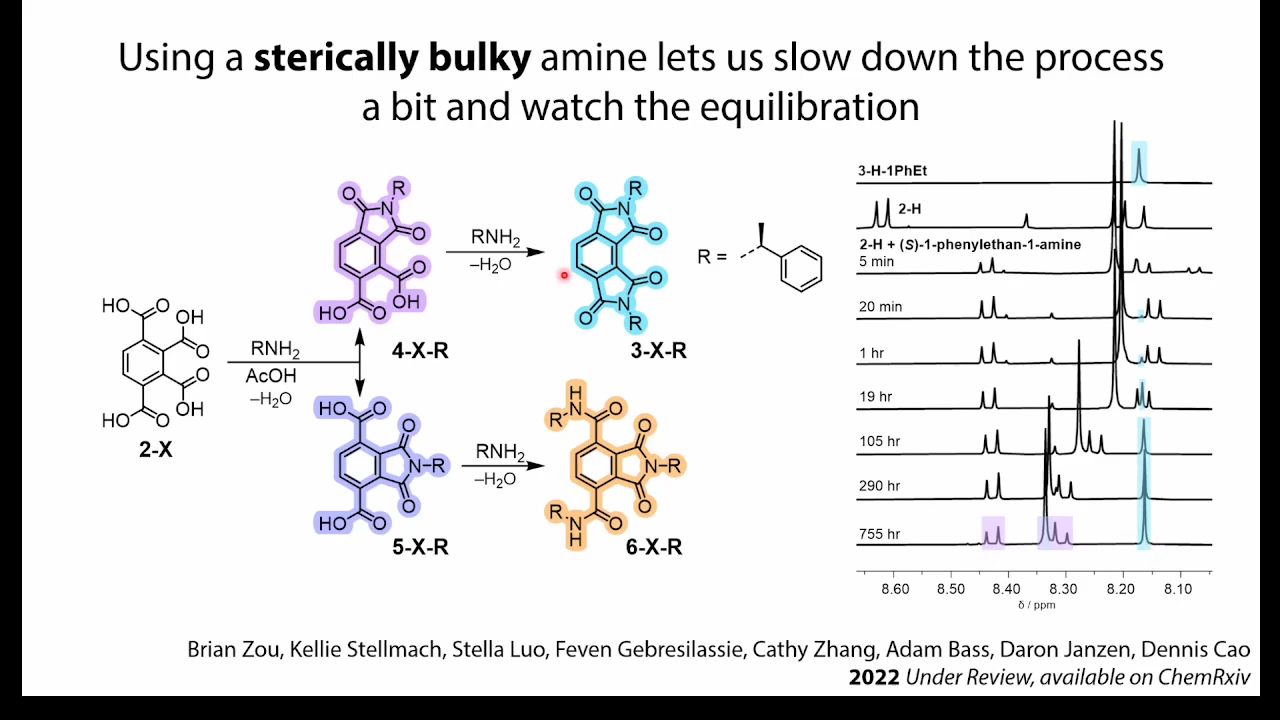 Using a sterically bulky amine lets us slow down the process
a bit and watch the equilibration
HO
O
OH
O
O
OH
HO
O
2-X
RNH2
AcOH
–H2O
O
R
N
O
O
OH
HO
O
4-X-R
RNH2
–H2O
O
R
N
O
O
N
O
R
3-X-R
R =
HO
O
O
N–R
O
HO
O
5-X-R
RNH2
–H2O
H
N
R
O
O
N–R
O
R
N
H
O
6-X-R
3-H-1PhEt
2-H
2-H + (S)-1-phenylethan-1-amine
5 min
20 min
1 hr
19 hr
105 hr
290 hr
755 hr
8.60 8.50 8.40 8.30 8.20 8.10
δ / ppm
Brian Zou, Kellie Stellmach, Stella Luo, Feven Gebresilassie, Cathy Zhang, Adam Bass, Daron Janzen, Dennis Cao
2022 Under Review, available on ChemRxiv